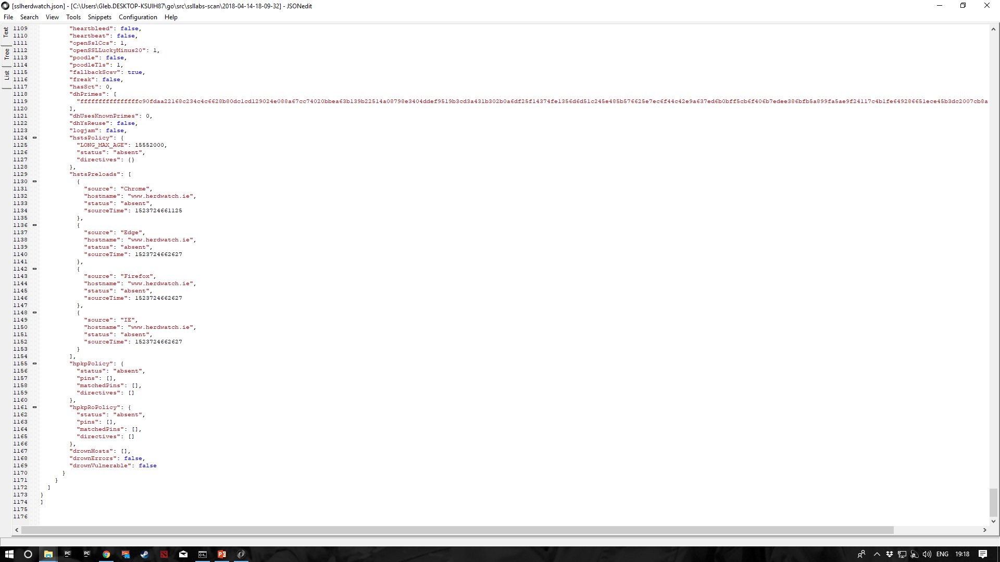 [sslherdwatch.json] - [C:\Users\Gleb.DESKTOP-KSUIH87\go\src\ssllabs-scan\2018-04-14-18-09-32] - JSONedit
File Search View Tools Snippets Configuration Help
Text
Tree
List
1109 "heartbleed": false,
1110 "heartbeat": false,
1111 "openSslCcs": 1,
1112 "openSSLLuckyMinus20": 1,
1113 "poodle": false,
1114 "poodleTls": 1,
1115 "fallbackScsv": true,
1116 "freak": false,
1117 "hasSct": 0,
1118 "dhPrimes": [
1119 "ffffffffffffffffc90fdaa22168c234c4c6628b80dc1cd129024e088a67cc74020bbea63b139b22514a08798e3404ddef9519b3cd3a431b302b0a6df25f14374fe1356d6d51c245e485b576625e7ec6f44c42e9a637ed6b0bff5cb6f406b7edee386bfb5a899fa5ae9f24117c4b1fe649286651ece45b3dc2007cb8a
1120 ],
1121 "dhUsesKnownPrimes": 0,
1122 "dhYsReuse": false,
1123 "logjam": false,
1124 "hstsPolicy": {
1125 "LONG_MAX_AGE": 15552000,
1126 "status": "absent",
1127 "directives": {}
1128 },
1129 "hstsPreloads": [
1130 {
1131 "source": "Chrome",
1132 "hostname": "www.herdwatch.ie",
1133 "status": "absent",
1134 "sourceTime": 1523724661125
1135 },
1136 {
1137 "source": "Edge",
1138 "hostname": "www.herdwatch.ie",
1139 "status": "absent",
1140 "sourceTime": 1523724662627
1141 },
1142 {
1143 "source": "Firefox",
1144 "hostname": "www.herdwatch.ie",
1145 "status": "absent",
1146 "sourceTime": 1523724662627
1147 },
1148 {
1149 "source": "IE",
1150 "hostname": "www.herdwatch.ie",
1151 "status": "absent",
1152 "sourceTime": 1523724662627
1153 }
1154 ],
1155 "hpkpPolicy": {
1156 "status": "absent",
1157 "pins": [],
1158 "matchedPins": [],
1159 "directives": []
1160 },
1161 "hpkpRoPolicy": {
1162 "status": "absent",
1163 "pins": [],
1164 "matchedPins": [],
1165 "directives": []
1166 },
1167 "drownHosts": [],
1168 "drownErrors": false,
1169 "drownVulnerable": false
1170 }
1171 }
1172 ]
1173 }
1174 ]
1175
1176
ENG 19:18